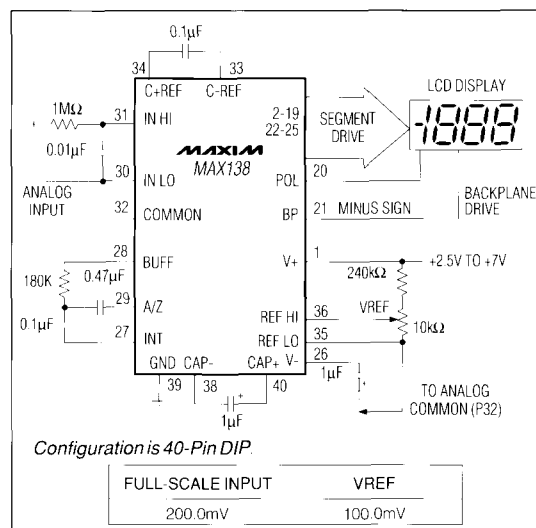 0.1µF
34 33
C+REF C-REF
1MΩ
+
31 IN HI
0.01µF
30 IN LO
ANALOG
INPUT
32 COMMON
28 BUFF
180K
0.47µF
29 A/Z
0.1µF
27 INT
MAXIM
MAX138
2-19
22-25
SEGMENT
DRIVE
LCD DISPLAY
-1888
POL 20
BP 21 MINUS SIGN
BACKPLANE
DRIVE
V+ 1 +2.5V TO +7V
240kΩ
REF HI 36 VREF
REF LO 35
10kΩ
V- 26
1µF
+
TO ANALOG
COMMON (P32)
GND CAP- CAP+
39 38 40
+
1µF
Configuration is 40-Pin DIP.
FULL-SCALE INPUT VREF
200.0mV 100.0mV